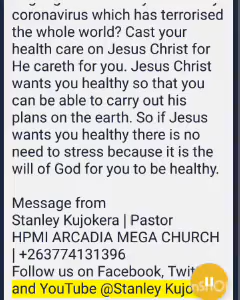 coronavirus which has terrorised
the whole world? Cast your
health care on Jesus Christ for
He careth for you. Jesus Christ
wants you healthy so that you
can be able to carry out his
plans on the earth. So if Jesus
wants you healthy there is no
need to stress because it is the
will of God for you to be healthy.
Message from
Stanley Kujokera | Pastor
HPMI ARCADIA MEGA CHURCH
| +263774131396
Follow us on Facebook,
and YouTube @Stanley